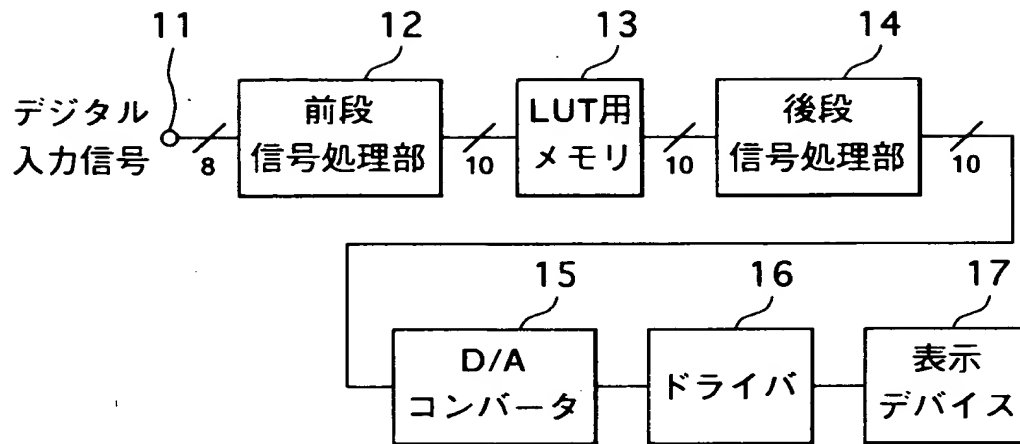 11
12
13
14
デジタル
入力信号
8
前段
信号処理部
10
LUT用
メモリ
10
後段
信号処理部
10
15
16
17
D/A
コンバータ
ドライバ
表示
デバイス